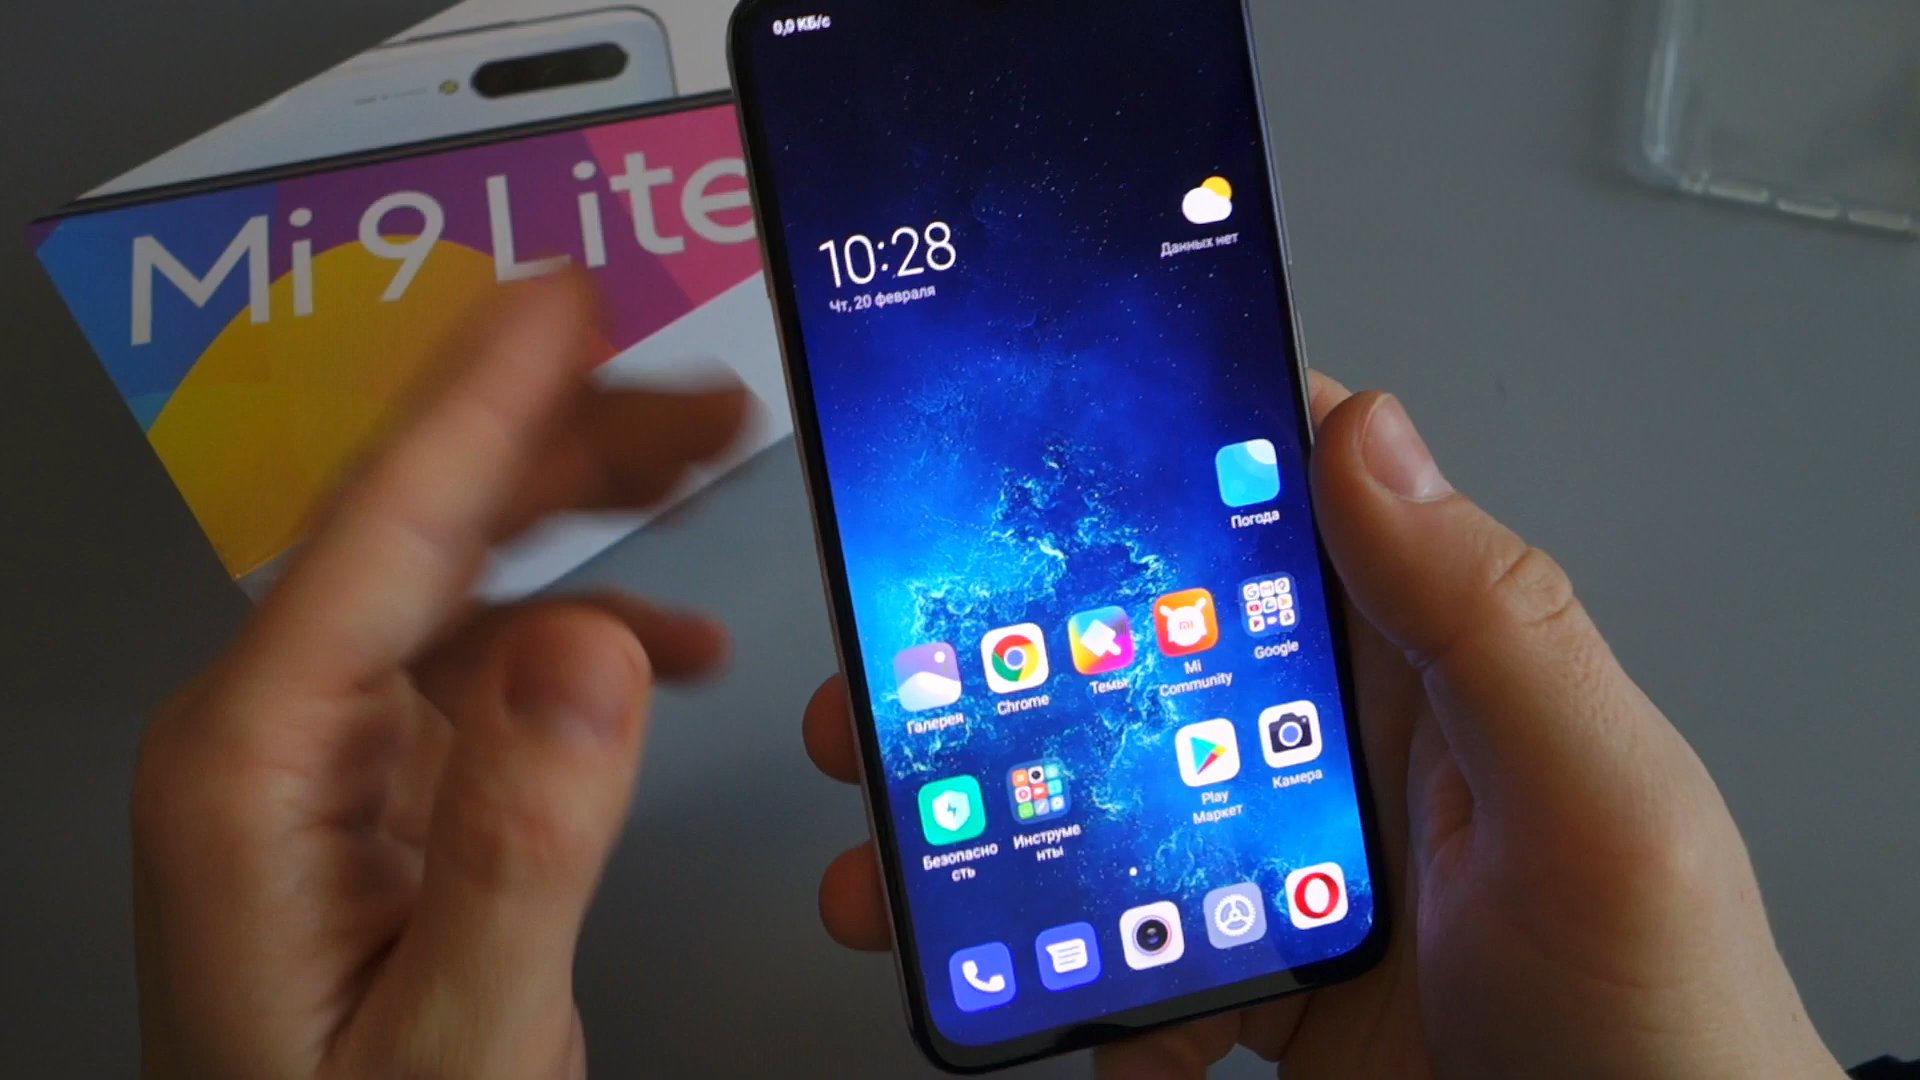 0,0 КБ/с
Mi 9 Lite
10:28
Чт, 20 февраля
Данных нет
Погода
Галерея
Chrome
Темы
Mi
Community
Google
Безопасно
сть
Инструме
нты
Play
Маркет
Камера